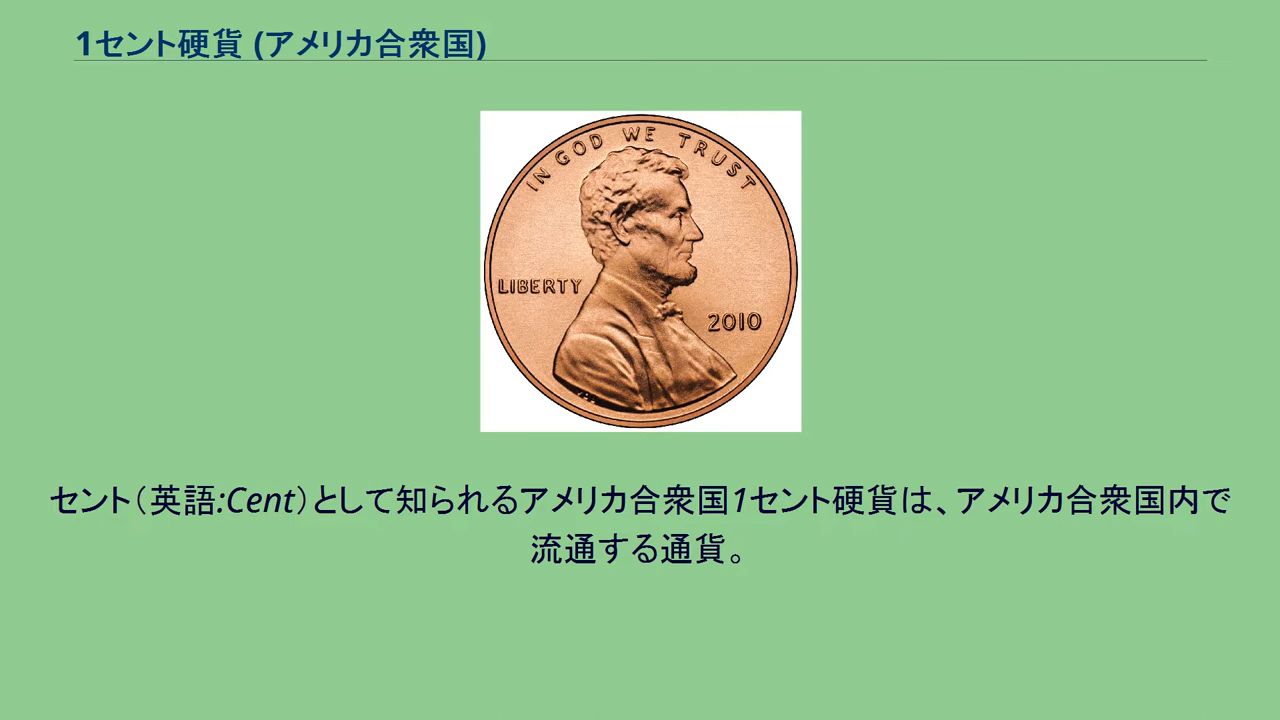 1セント硬貨 (アメリカ合衆国)
IN GOD WE TRUST
LIBERTY
2010
セント（英語:Cent）として知られるアメリカ合衆国1セント硬貨は、アメリカ合衆国内で
流通する通貨。